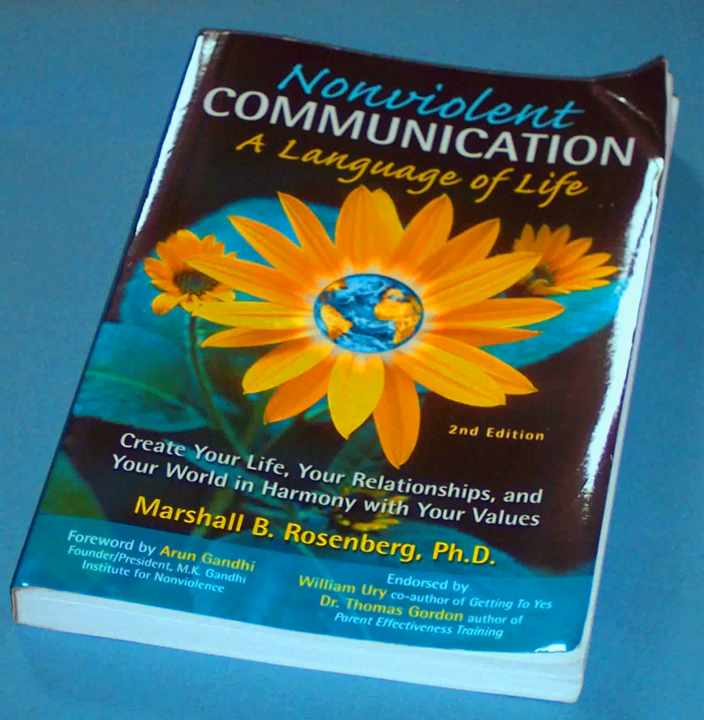 Nonviolent
COMMUNICATION
A Language of Life
2nd Edition
Create Your Life, Your Relationships, and
Your World in Harmony with Your Values
Marshall B. Rosenberg, Ph.D.
Foreword by Arun Gandhi
Founder/President, M.K. Gandhi
Institute for Nonviolence
Endorsed by
William Ury co-author of Getting To Yes
Dr. Thomas Gordon author of
Parent Effectiveness Training